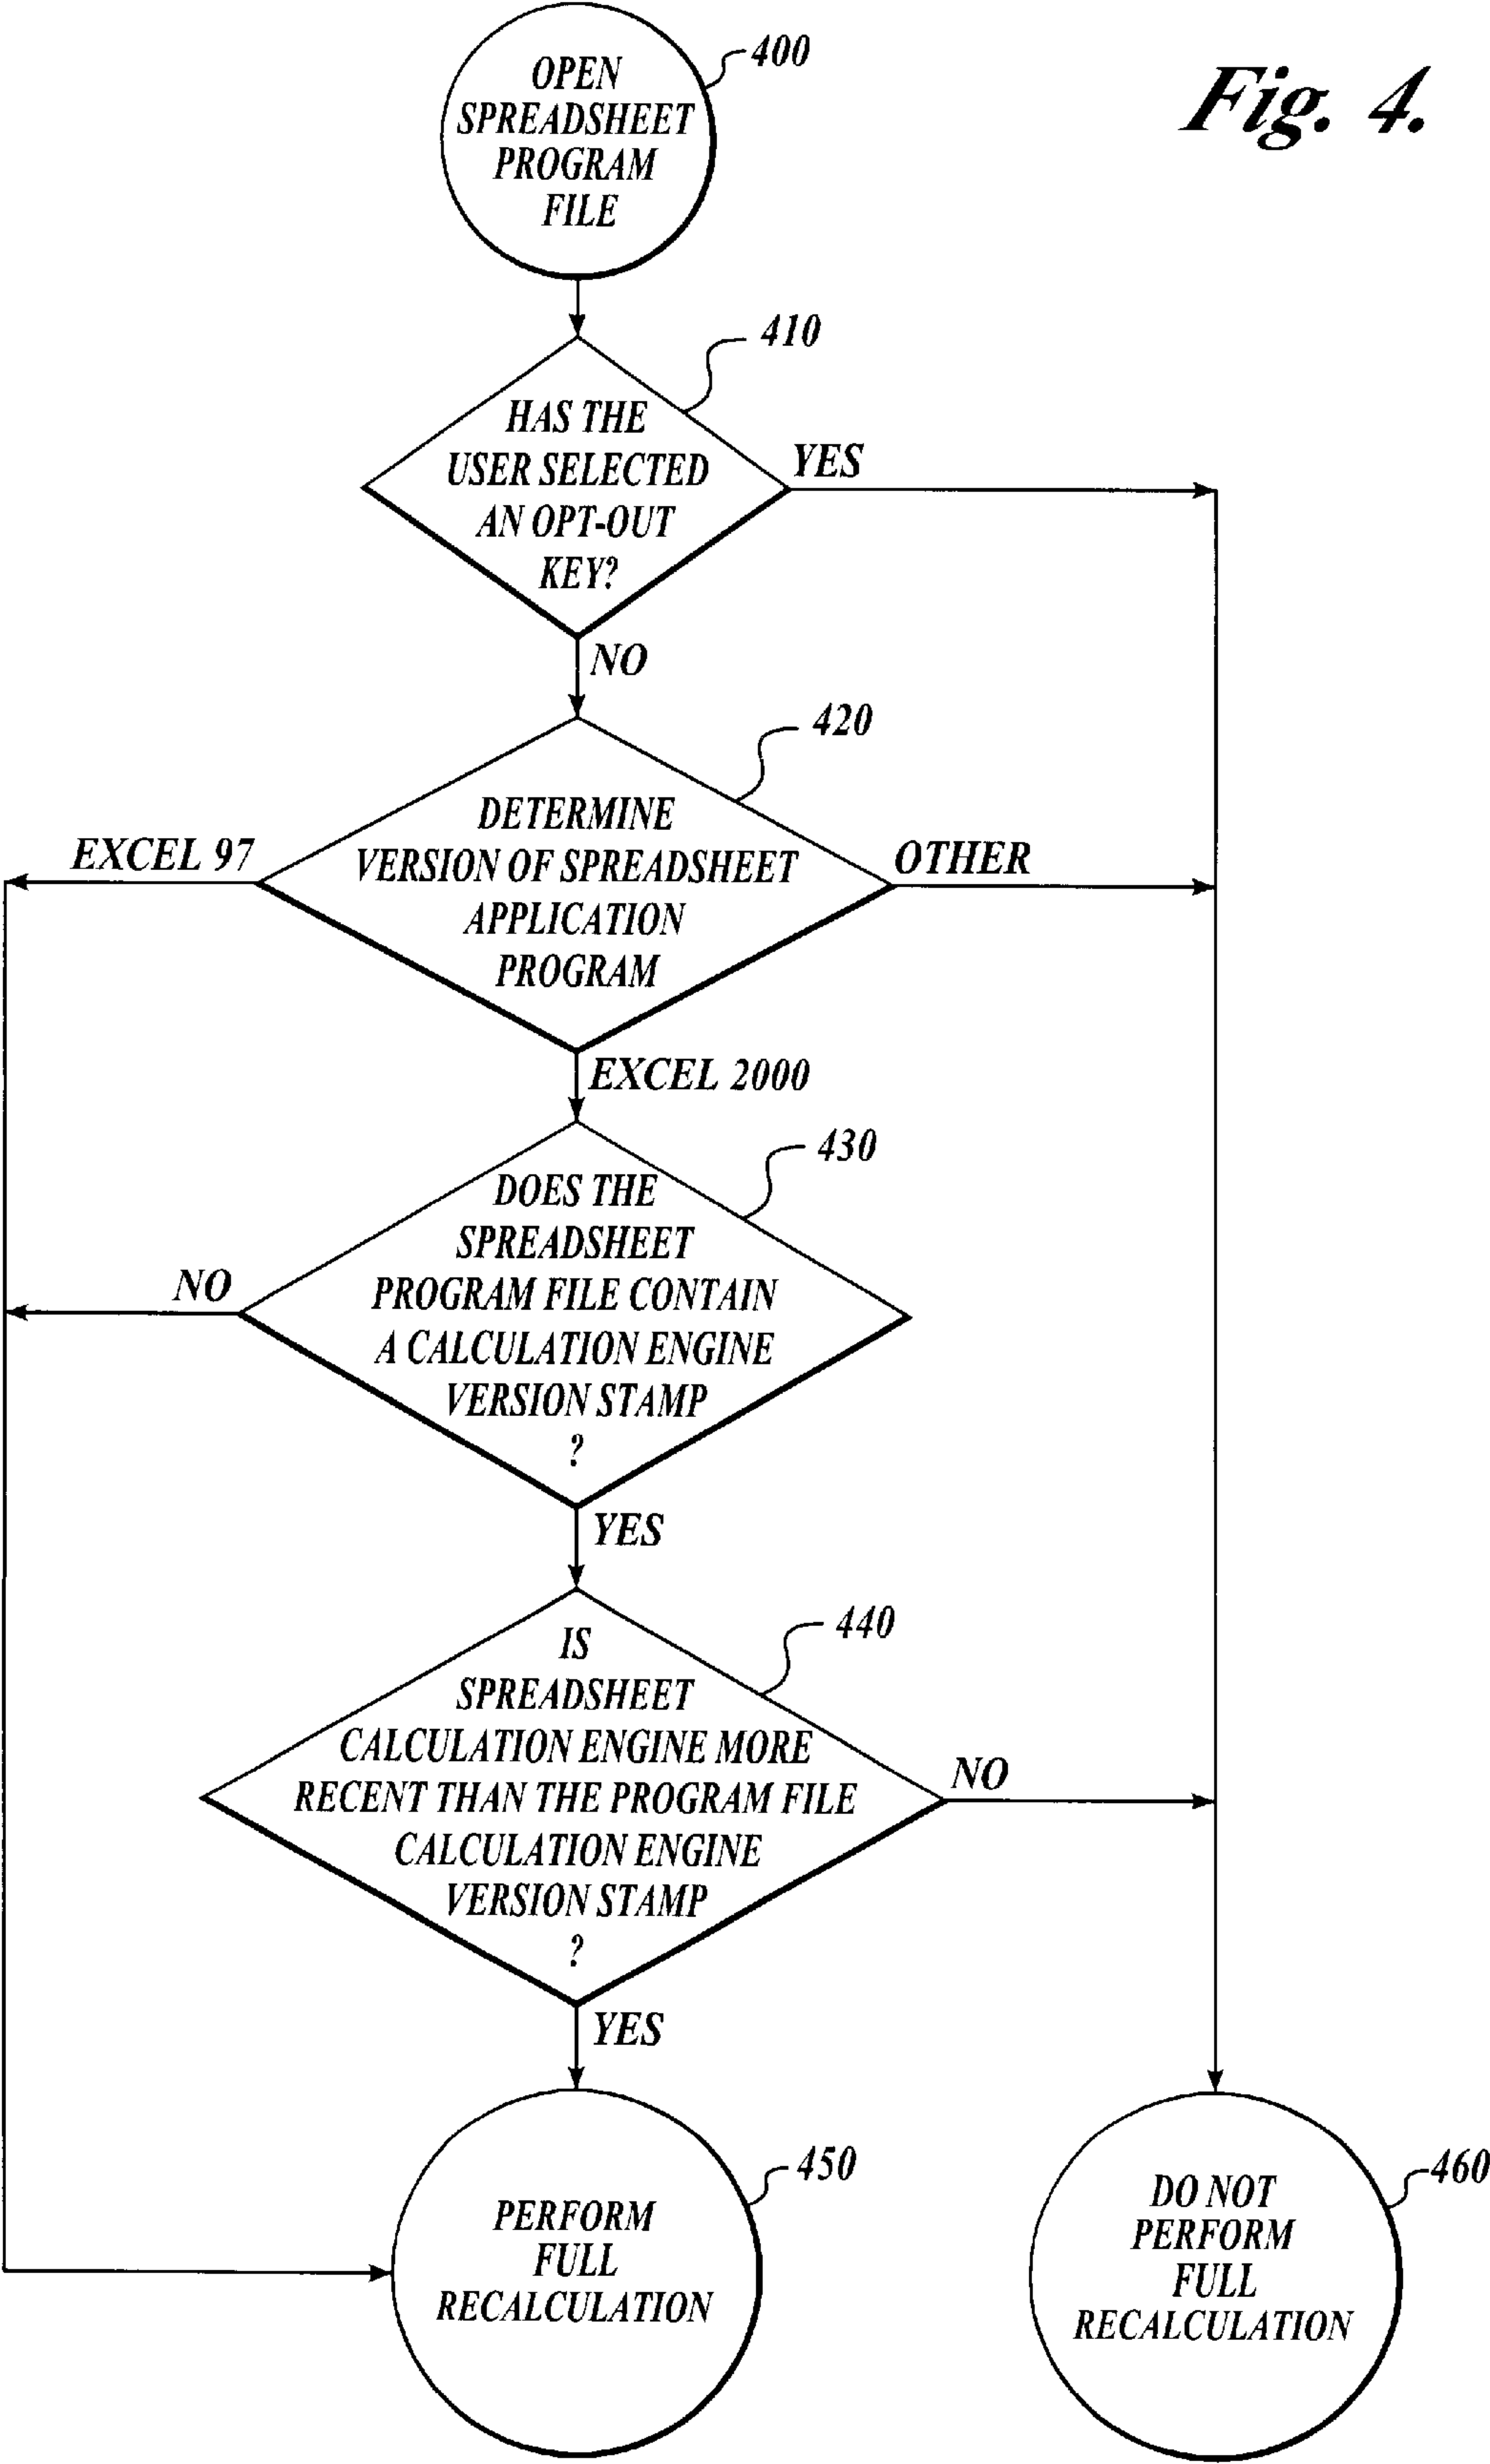 Fig. 4.
400
OPEN
SPREADSHEET
PROGRAM
FILE
410
HAS THE
USER SELECTED
AN OPT-OUT
KEY?
YES
NO
420
DETERMINE
VERSION OF SPREADSHEET
APPLICATION
PROGRAM
EXCEL 97
OTHER
EXCEL 2000
430
DOES THE
SPREADSHEET
PROGRAM FILE CONTAIN
A CALCULATION ENGINE
VERSION STAMP
?
NO
YES
440
IS
SPREADSHEET
CALCULATION ENGINE MORE
RECENT THAN THE PROGRAM FILE
CALCULATION ENGINE
VERSION STAMP
?
NO
YES
450
PERFORM
FULL
RECALCULATION
460
DO NOT
PERFORM
FULL
RECALCULATION